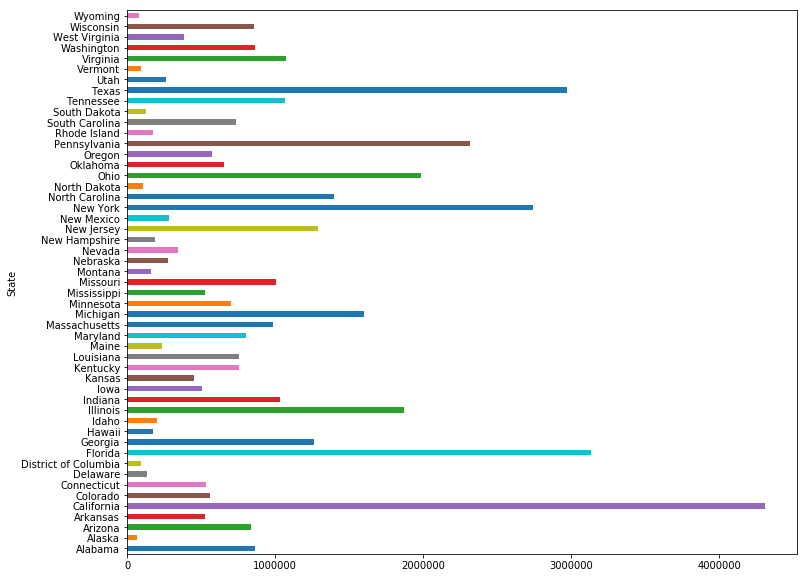 Wyoming
Wisconsin
West Virginia
Washington
Virginia
Vermont
Utah
Texas
Tennessee
South Dakota
South Carolina
Rhode Island
Pennsylvania
Oregon
Oklahoma
Ohio
North Dakota
North Carolina
New York
New Mexico
New Jersey
New Hampshire
Nevada
Nebraska
Montana
Missouri
Mississippi
Minnesota
Michigan
Massachusetts
Maryland
Maine
Louisiana
Kentucky
Kansas
Iowa
Indiana
Illinois
Idaho
Hawaii
Georgia
Florida
District of Columbia
Delaware
Connecticut
Colorado
California
Arkansas
Arizona
Alaska
Alabama
State
0 1000000 2000000 3000000 4000000